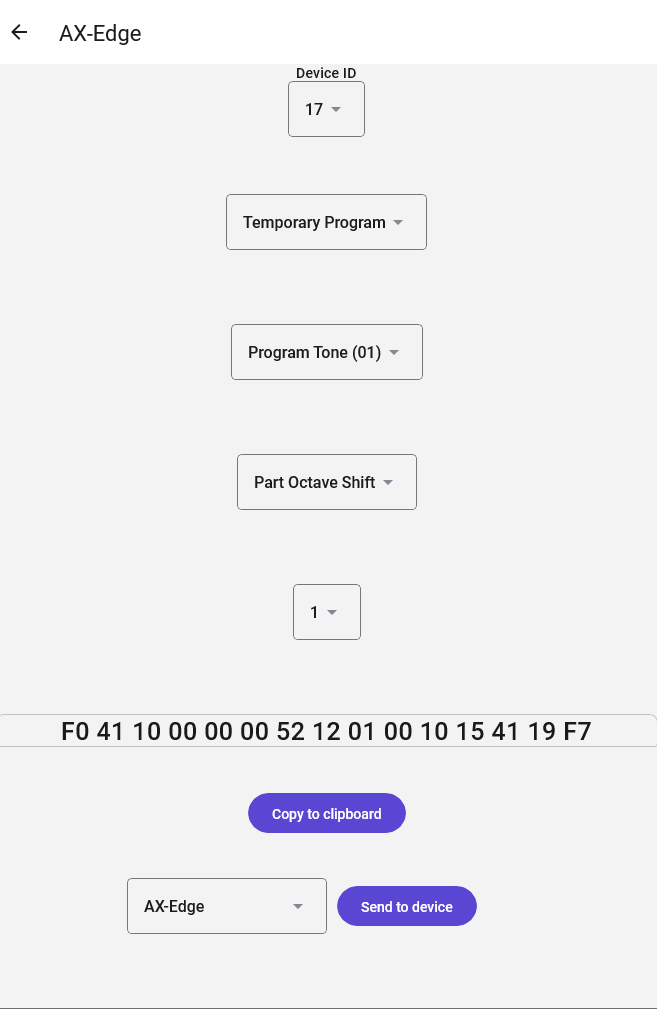 AX-Edge
Device ID
17
Temporary Program
Program Tone (01)
Part Octave Shift
1
F0 41 10 00 00 00 52 12 01 00 10 15 41 19 F7
Copy to clipboard
AX-Edge
Send to device